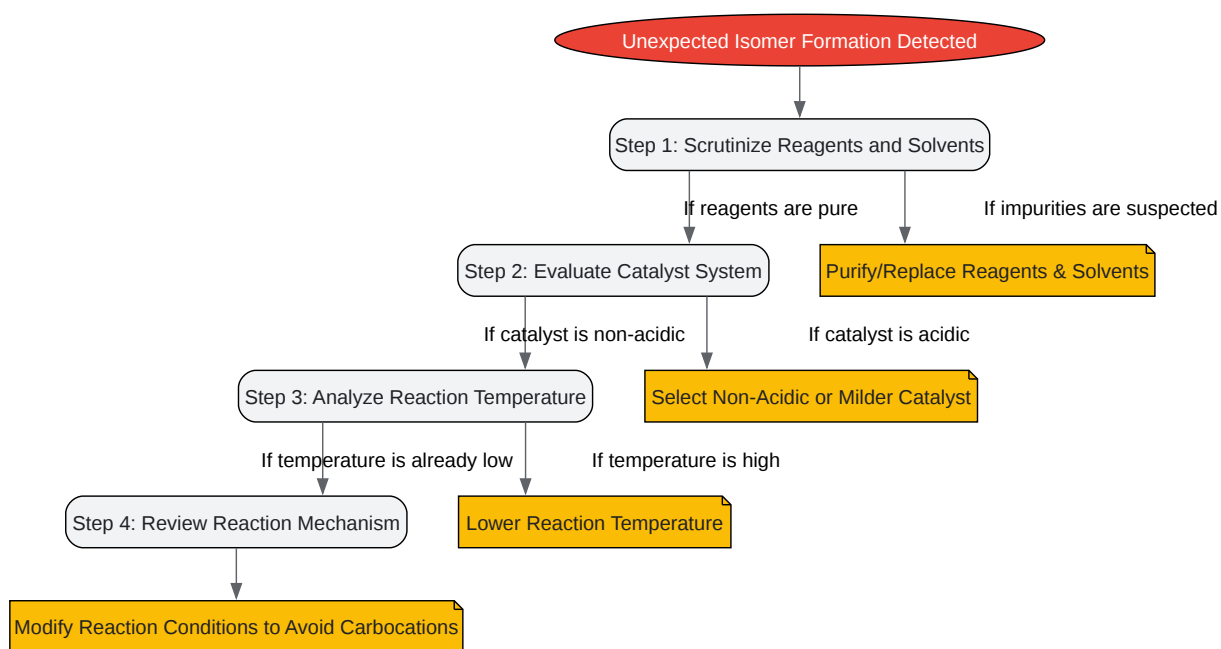 Unexpected Isomer Formation Detected
Step 1: Scrutinize Reagents and Solvents
If reagents are pure
If impurities are suspected
Step 2: Evaluate Catalyst System
Purify/Replace Reagents & Solvents
If catalyst is non-acidic
If catalyst is acidic
Step 3: Analyze Reaction Temperature
Select Non-Acidic or Milder Catalyst
If temperature is already low
If temperature is high
Step 4: Review Reaction Mechanism
Lower Reaction Temperature
Modify Reaction Conditions to Avoid Carbocations